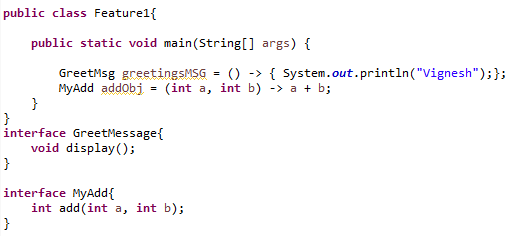 public class Feature1{
public static void main(String[] args) {
GreetMsg greetingsMSG = () -> { System.out.println("Vignesh");};
MyAdd addObj = (int a, int b) -> a + b;
}
}
interface GreetMessage{
void display();
}
interface MyAdd{
int add(int a, int b);
}